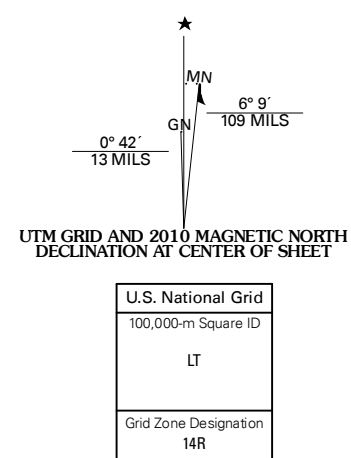 MN
GN
6° 9´
109 MILS
0° 42´
13 MILS
UTM GRID AND 2010 MAGNETIC NORTH
DECLINATION AT CENTER OF SHEET
U.S. National Grid
100,000-m Square ID
LT
Grid Zone Designation
14R